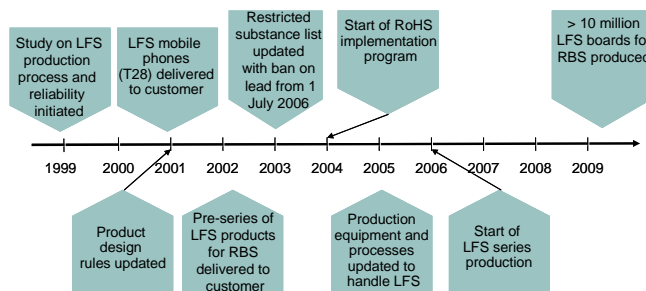 Study on LFS
production
process and
reliability
initiated
LFS mobile
phones
(T28) delivered
to customer
Restricted
substance list
updated
with ban on
lead from 1
July 2006
Start of RoHS
implementation
program
> 10 million
LFS boards for
RBS produced
1999 2000 2001 2002 2003 2004 2005 2006 2007 2008 2009
Product
design
rules updated
Pre-series of
LFS products
for RBS
delivered to
customer
Production
equipment and
processes
updated to
handle LFS
Start of
LFS series
production